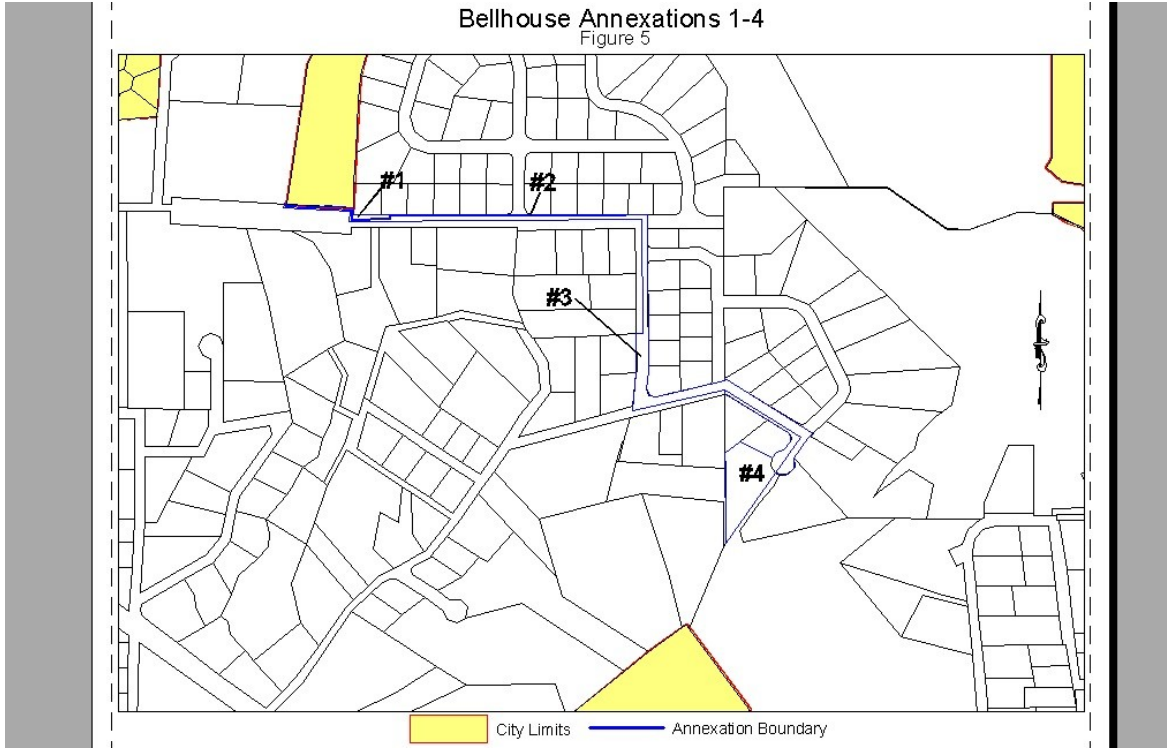 Bellhouse Annexations 1-4
Figure 5
#1
#2
#3
#4
City Limits
Annexation Boundary